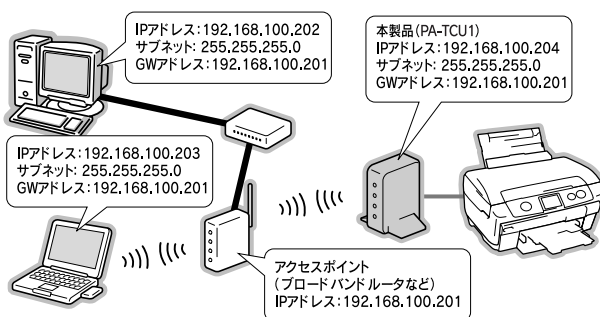 IPアドレス：192.168.100.202
サブネット：255.255.255.0
GWアドレス：192.168.100.201
本製品（PA-TCU1）
IPアドレス：192.168.100.204
サブネット：255.255.255.0
GWアドレス：192.168.100.201
IPアドレス：192.168.100.203
サブネット：255.255.255.0
GWアドレス：192.168.100.201
アクセスポイント
（ブロードバンドルータなど）
IPアドレス：192.168.100.201